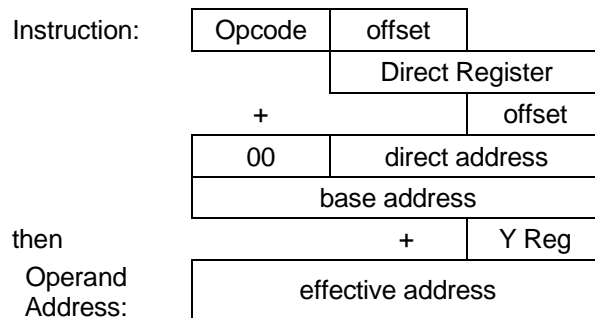 Instruction: Opcode offset
Direct Register
+ offset
00 direct address
base address
then + Y Reg
Operand
Address: effective address